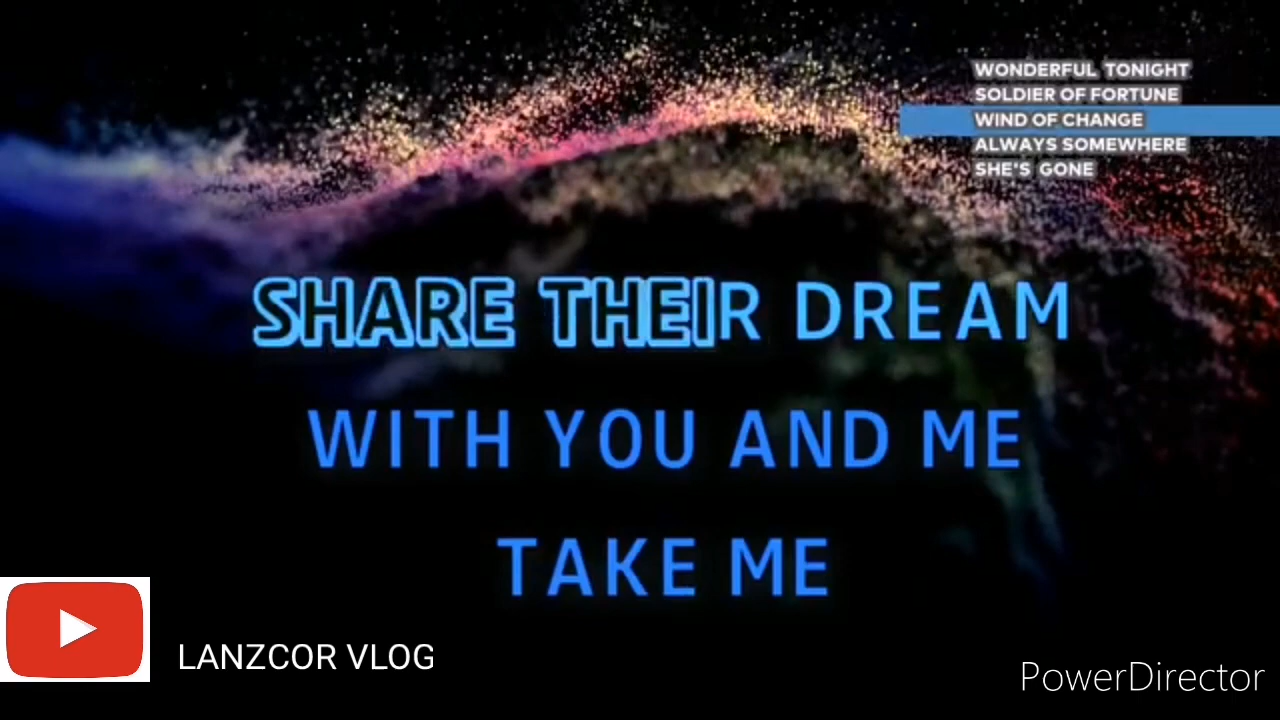 WONDERFUL TONIGHT
SOLDIER OF FORTUNE
WIND OF CHANGE
ALWAYS SOMEWHERE
SHE'S GONE
SHARE THEIR DREAM
WITH YOU AND ME
TAKE ME
LANZCOR VLOG
PowerDirector